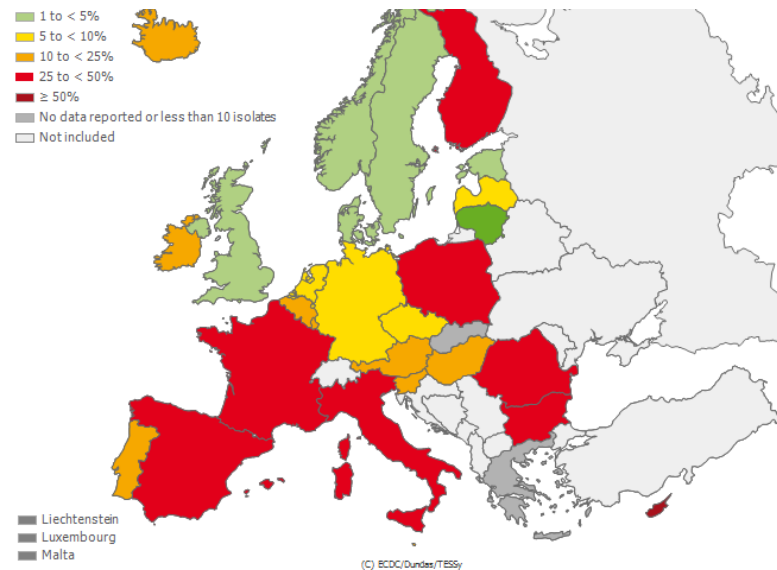 1 to < 5%
5 to < 10%
10 to < 25%
25 to < 50%
≥ 50%
No data reported or less than 10 isolates
Not included
Liechtenstein
Luxembourg
Malta
(C) ECDC/Dundas/TESSy